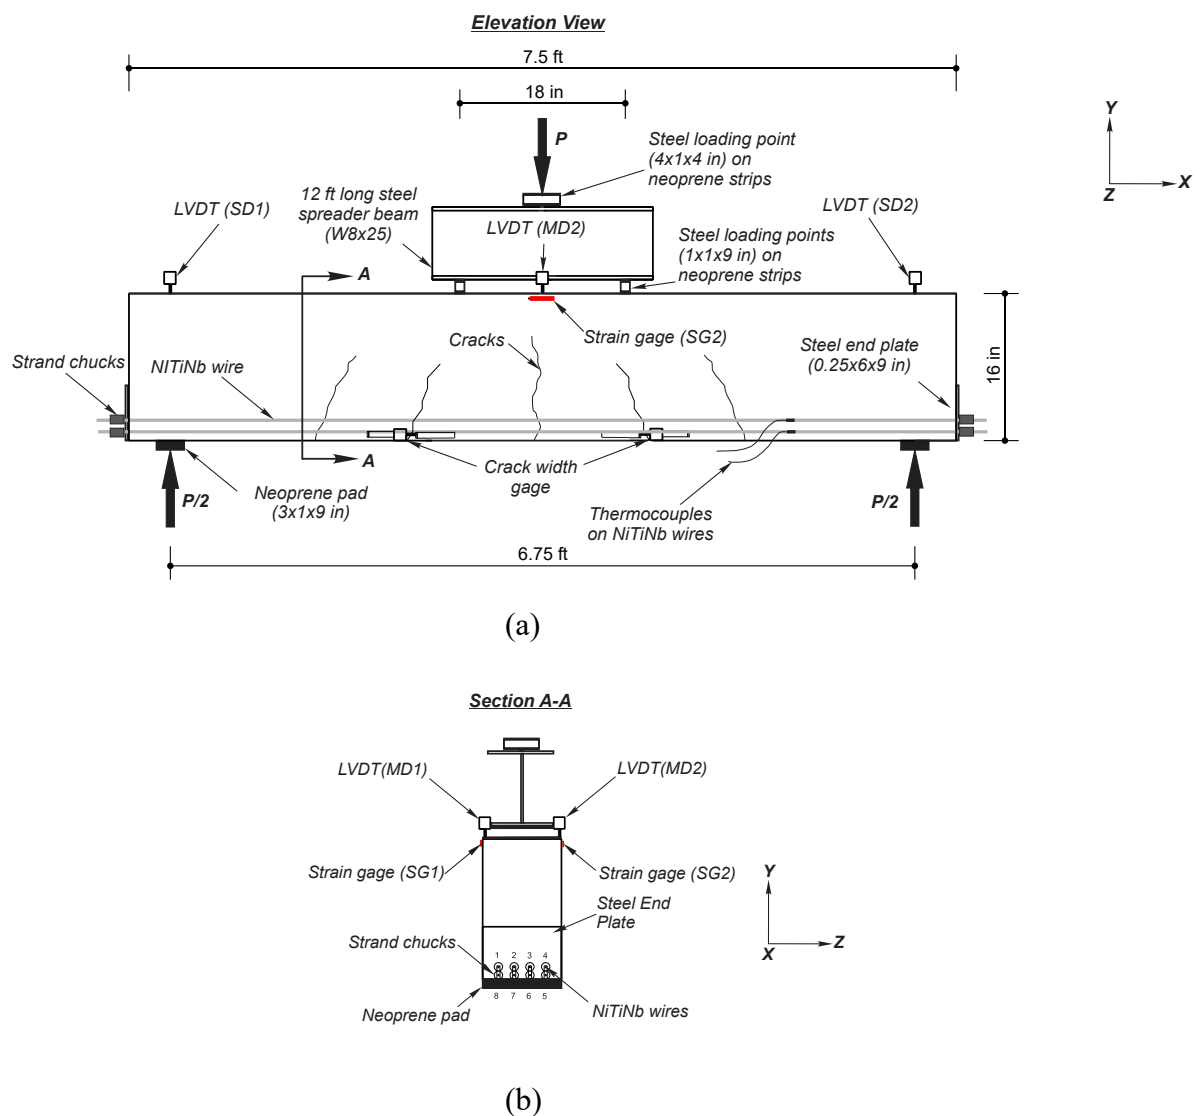 Elevation View
7.5 ft
18 in
P
Steel loading point
(4x1x4 in) on
neoprene strips
Y
X
Z
LVDT (SD1)
12 ft long steel
spreader beam
(W8x25)
LVDT (MD2)
Steel loading points
(1x1x9 in) on
neoprene strips
LVDT (SD2)
A
Strain gage (SG2)
Cracks
Steel end plate
(0.25x6x9 in)
16 in
Strand chucks
NITiNb wire
A
Crack width
gage
P/2
Neoprene pad
(3x1x9 in)
Thermocouples
on NiTiNb wires
P/2
6.75 ft
(a)
Section A-A
LVDT(MD1)
LVDT(MD2)
Strain gage (SG1)
Strain gage (SG2)
Steel End
Plate
Strand chucks
1 2 3 4
8 7 6 5
Neoprene pad
NiTiNb wires
Y
X
Z
(b)